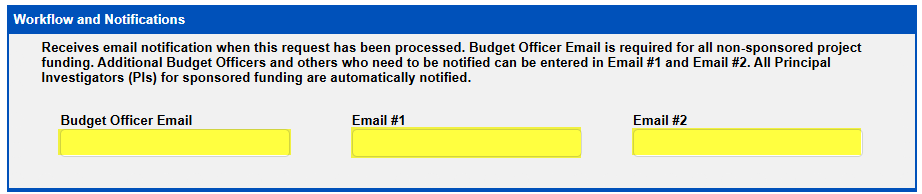 Workflow and Notifications
Receives email notification when this request has been processed. Budget Officer Email is required for all non-sponsored project
funding. Additional Budget Officers and others who need to be notified can be entered in Email #1 and Email #2. All Principal
Investigators (PIs) for sponsored funding are automatically notified.
Budget Officer Email
Email #1
Email #2